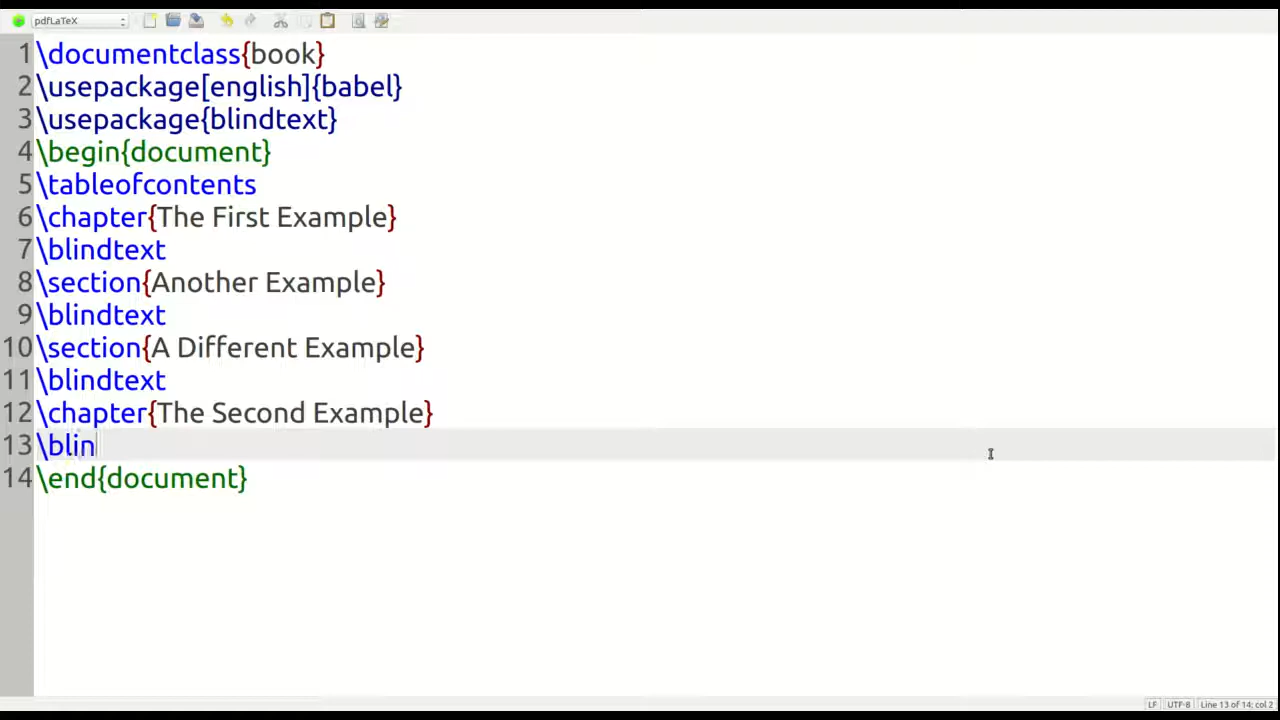 pdfLaTeX
1 \documentclass{book}
2 \usepackage[english]{babel}
3 \usepackage{blindtext}
4 \begin{document}
5 \tableofcontents
6 \chapter{The First Example}
7 \blindtext
8 \section{Another Example}
9 \blindtext
10 \section{A Different Example}
11 \blindtext
12 \chapter{The Second Example}
13 \blin
14 \end{document}
LF UTF-8 Line 13 of 14; col 2